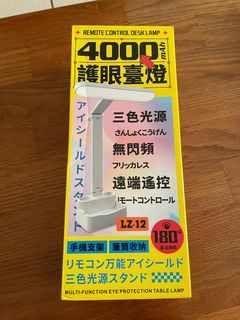 REMOTE CONTROL DESK LAMP
4000mAh
護眼臺燈
アイシールドスタンド
三色光源
さんしょくこうげん
無閃頻
フリッカレス
遠端遙控
リモートコントロール
LZ-12
手機支架
筆筒收納
180°
リモコン万能アイシールド
三色光源スタンド
MULTI-FUNCTION EYE PROTECTION TABLE LAMP